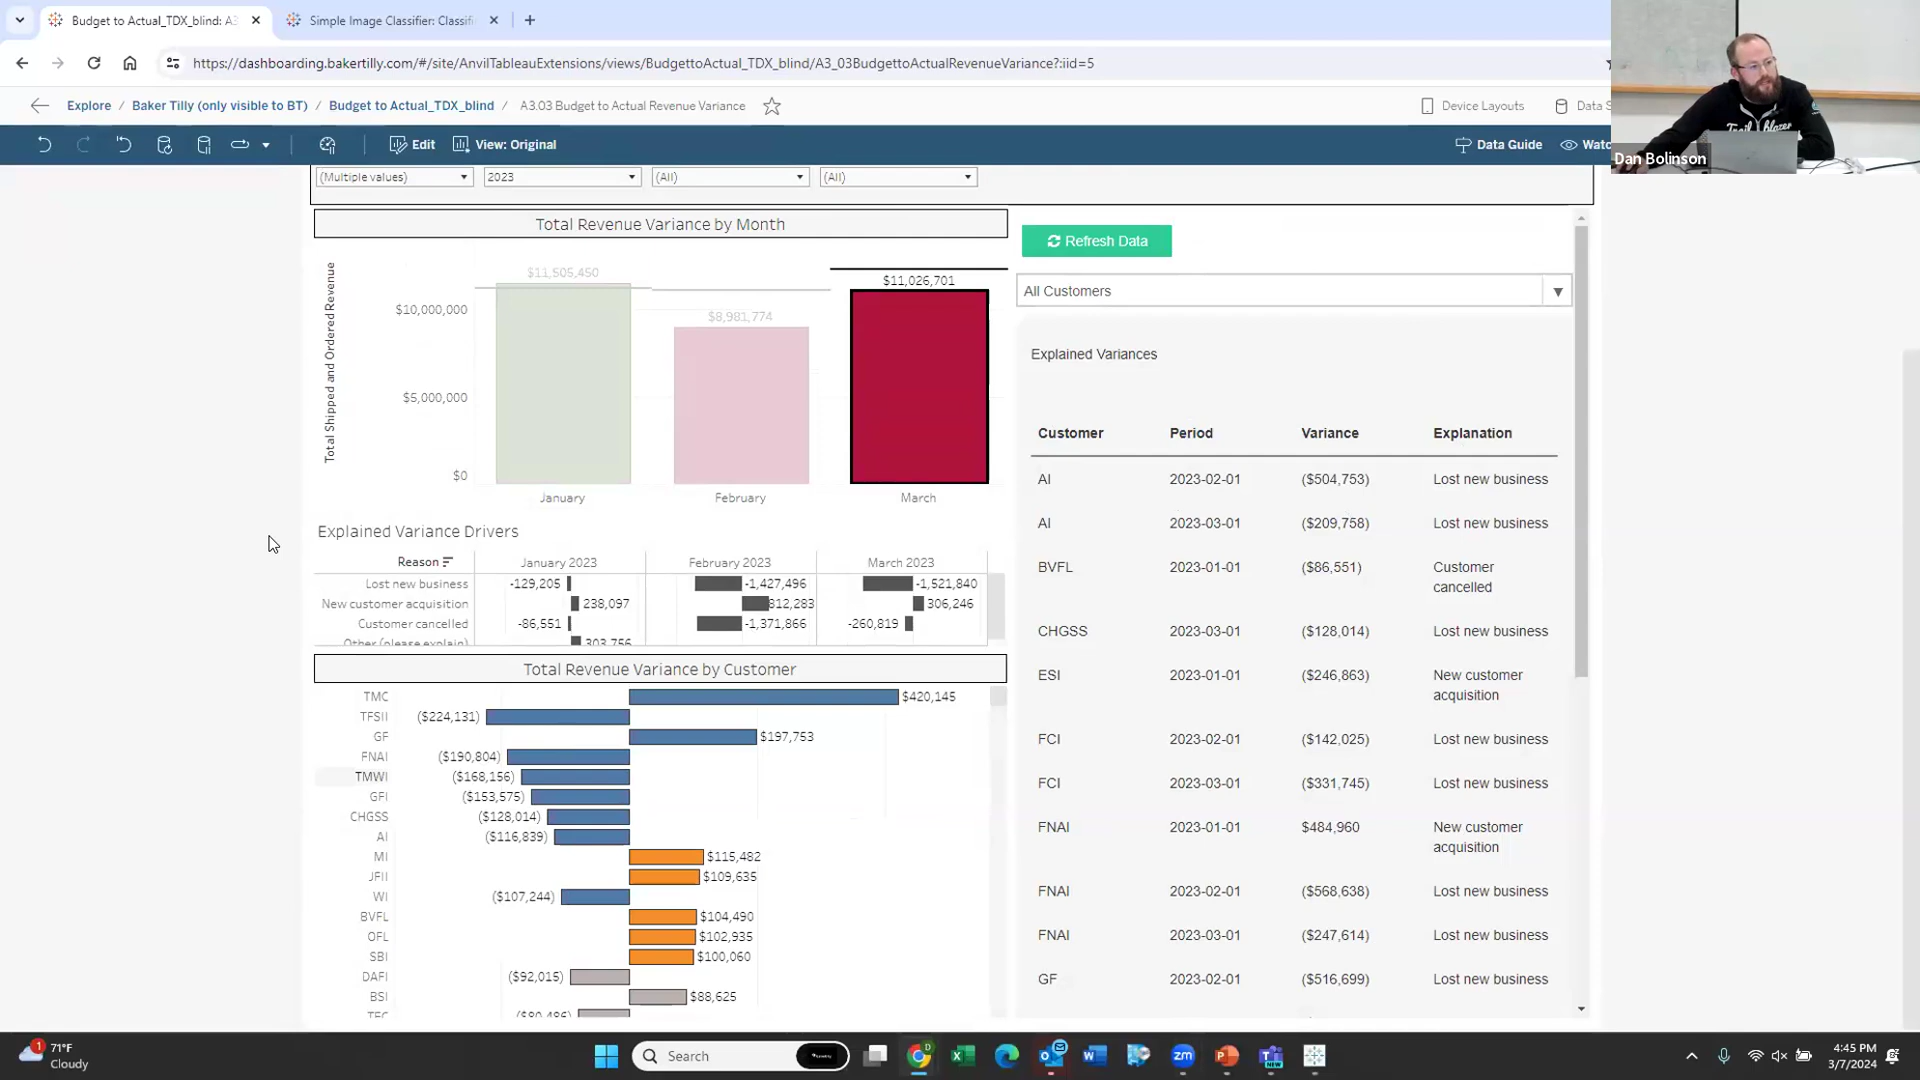 Budget to Actual_TDX_blind: A3
Simple Image Classifier: Classifi
https://dashboarding.bakertilly.com/#/site/AnvilTableauExtensions/views/BudgettoActual_TDX_blind/A3_03BudgettoActualRevenueVariance?:iid=5
Explore / Baker Tilly (only visible to BT) / Budget to Actual_TDX_blind / A3.03 Budget to Actual Revenue Variance
Device Layouts
Data S
Edit
View: Original
Data Guide
Watc
Trail Blazer
Dan Bolinson
(Multiple values)
2023
(All)
(All)
Total Revenue Variance by Month
Total Shipped and Ordered Revenue
$10,000,000
$5,000,000
$0
$11,505,450
$8,981,774
$11,026,701
January
February
March
Explained Variance Drivers
Reason January 2023 February 2023 March 2023
Lost new business -129,205 -1,427,496 -1,521,840
New customer acquisition 238,097 812,283 306,246
Customer cancelled -86,551 -1,371,866 -260,819
Other (please explain) 303,756
Total Revenue Variance by Customer
TMC $420,145
TFSII ($224,131)
GF $197,753
FNAI ($190,804)
TMWI ($168,156)
GFI ($153,575)
CHGSS ($128,014)
AI ($116,839)
MI $115,482
JFII $109,635
WI ($107,244)
BVFL $104,490
OFL $102,935
SBI $100,060
DAFI ($92,015)
BSI $88,625
TEC ($80,486)
Refresh Data
All Customers
Explained Variances
Customer Period Variance Explanation
AI 2023-02-01 ($504,753) Lost new business
AI 2023-03-01 ($209,758) Lost new business
BVFL 2023-01-01 ($86,551) Customer
cancelled
CHGSS 2023-03-01 ($128,014) Lost new business
ESI 2023-01-01 ($246,863) New customer
acquisition
FCI 2023-02-01 ($142,025) Lost new business
FCI 2023-03-01 ($331,745) Lost new business
FNAI 2023-01-01 $484,960 New customer
acquisition
FNAI 2023-02-01 ($568,638) Lost new business
FNAI 2023-03-01 ($247,614) Lost new business
GF 2023-02-01 ($516,699) Lost new business
1
71°F
Cloudy
Search
zm
NEW
4:45 PM
3/7/2024